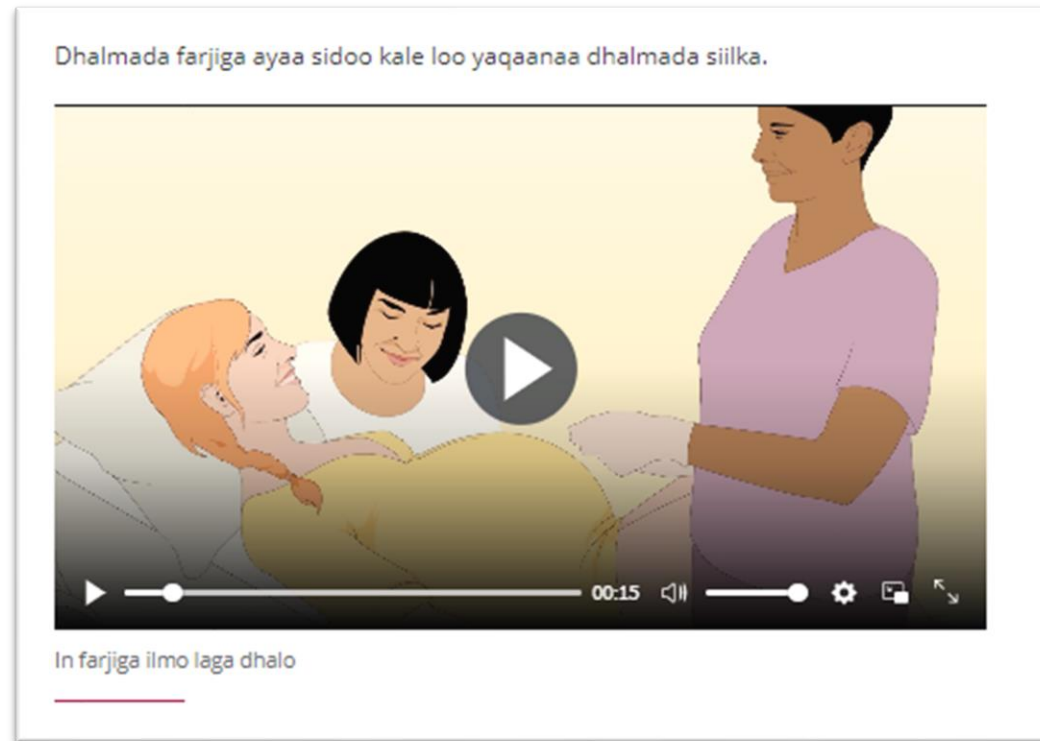 Dhalmada farjiga ayaa sidoo kale loo yaqaanaa dhalmada siilka.
00:15
In farjiga ilmo laga dhalo